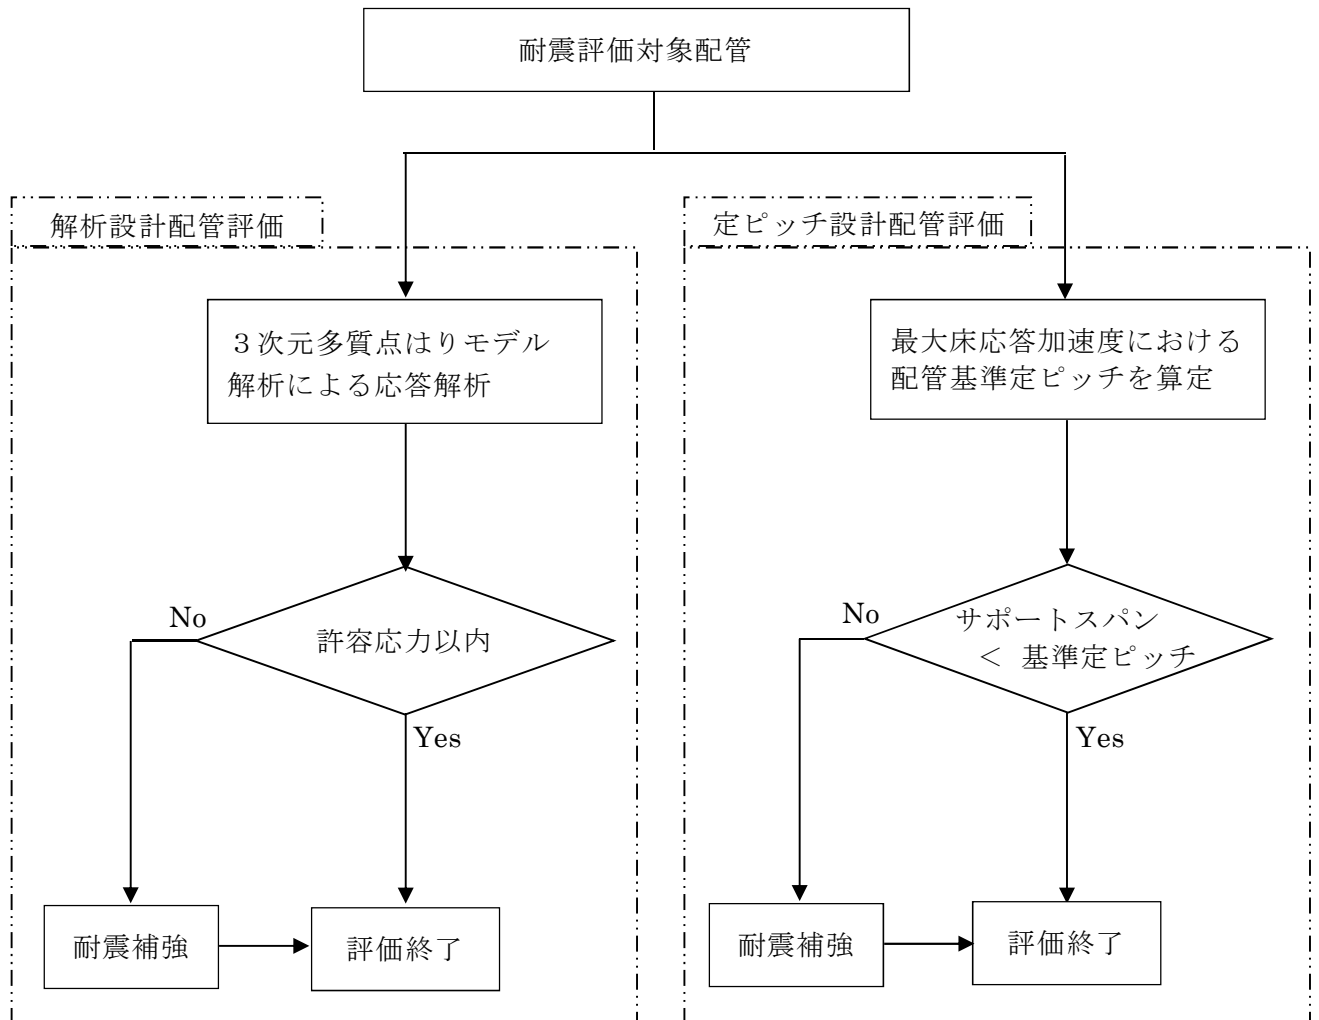 耐震評価対象配管
解析設計配管評価
３次元多質点はりモデル
解析による応答解析
No
許容応力以内
Yes
耐震補強
評価終了
定ピッチ設計配管評価
最大床応答加速度における
配管基準定ピッチを算定
No
サポートスパン
＜ 基準定ピッチ
Yes
耐震補強
評価終了